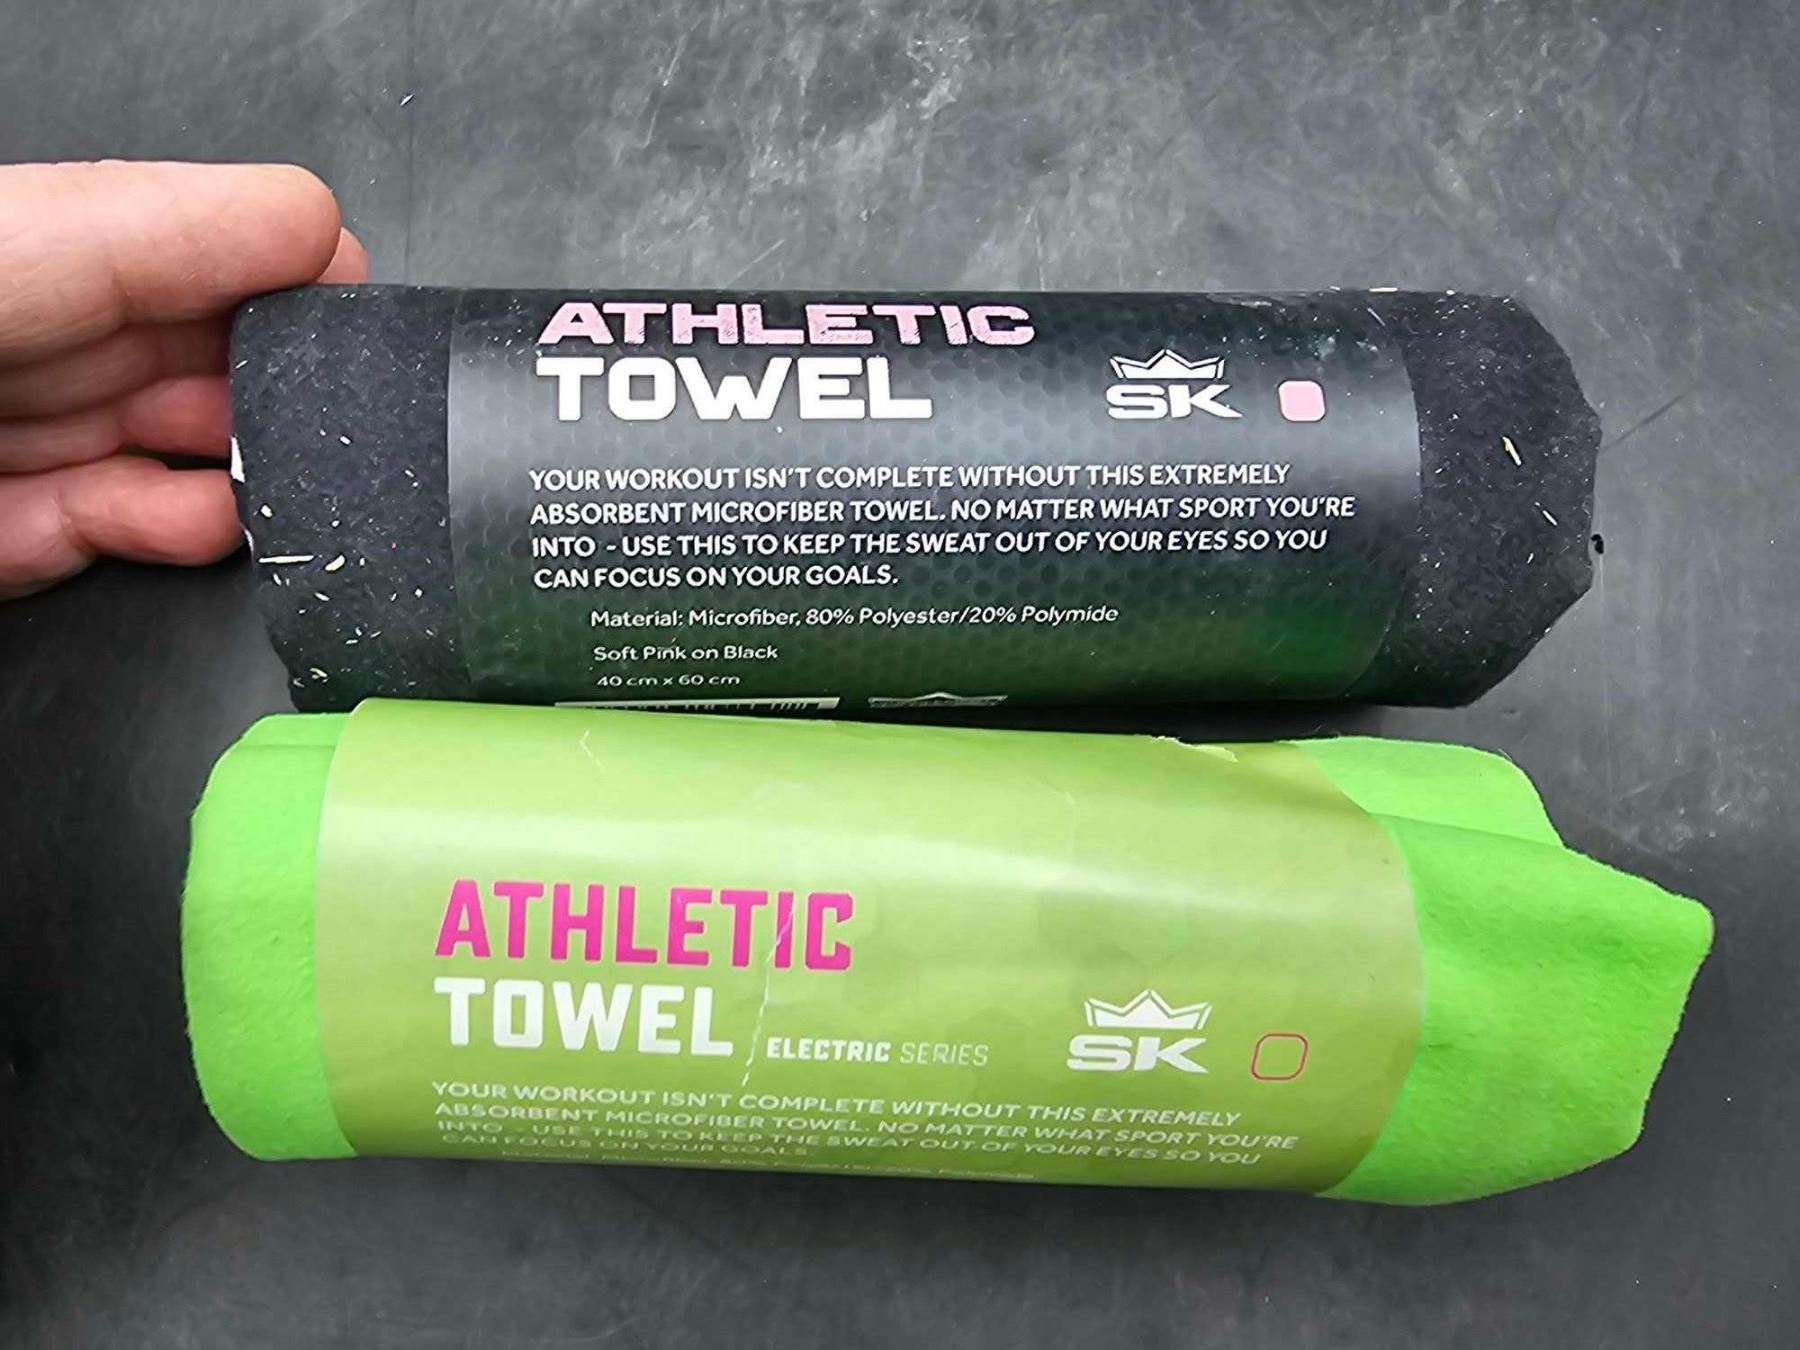 ATHLETIC
TOWEL
SK
YOUR WORKOUT ISN'T COMPLETE WITHOUT THIS EXTREMELY
ABSORBENT MICROFIBER TOWEL. NO MATTER WHAT SPORT YOU'RE
INTO - USE THIS TO KEEP THE SWEAT OUT OF YOUR EYES SO YOU
CAN FOCUS ON YOUR GOALS.
Material: Microfiber, 80% Polyester/20% Polymide
Soft Pink on Black
40 cm x 60 cm
ATHLETIC
TOWEL ELECTRIC SERIES
SK
YOUR WORKOUT ISN'T COMPLETE WITHOUT THIS EXTREMELY
ABSORBENT MICROFIBER TOWEL. NO MATTER WHAT SPORT YOU'RE
INTO - USE THIS TO KEEP THE SWEAT OUT OF YOUR EYES SO YOU
CAN FOCUS ON YOUR GOALS.